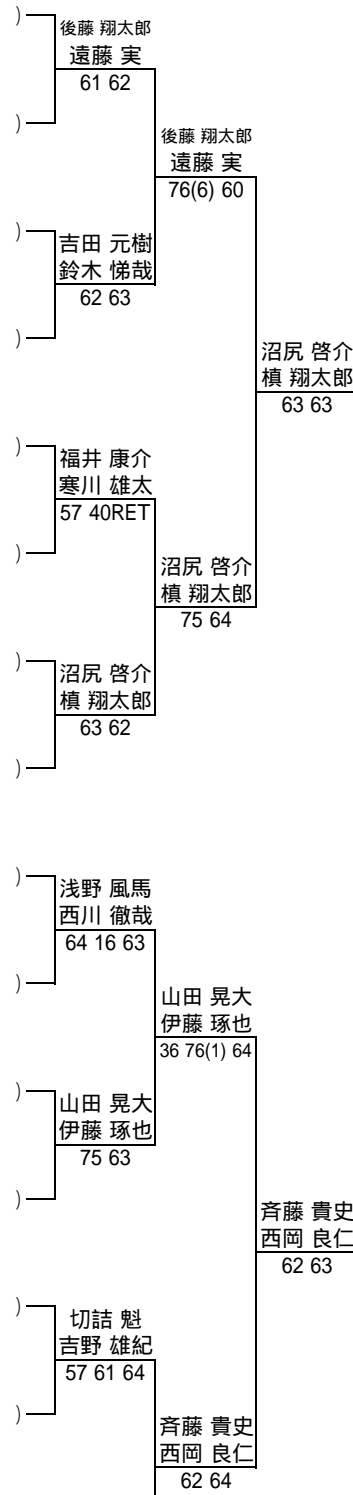 )
後藤 翔太郎
遠藤 実
61 62
)
後藤 翔太郎
遠藤 実
76(6) 60
)
吉田 元樹
鈴木 悌哉
62 63
)
沼尻 啓介
槙 翔太郎
63 63
)
福井 康介
寒川 雄太
57 40RET
)
沼尻 啓介
槙 翔太郎
75 64
)
沼尻 啓介
槙 翔太郎
63 62
)
)
浅野 風馬
西川 徹哉
64 16 63
)
山田 晃大
伊藤 琢也
36 76(1) 64
)
山田 晃大
伊藤 琢也
75 63
)
斉藤 貴史
西岡 良仁
62 63
)
切詰 魁
吉野 雄紀
57 61 64
)
斉藤 貴史
西岡 良仁
62 64